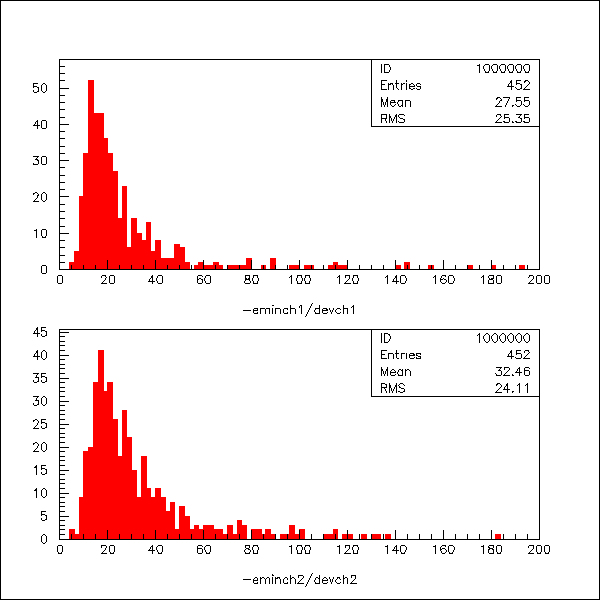 ID 1000000
Entries 452
Mean 27.55
RMS 25.35
50
40
30
20
10
0
0 20 40 60 80 100 120 140 160 180 200
-eminch1/devch1
ID 1000000
Entries 452
Mean 32.46
RMS 24.11
45
40
35
30
25
20
15
10
5
0
0 20 40 60 80 100 120 140 160 180 200
-eminch2/devch2